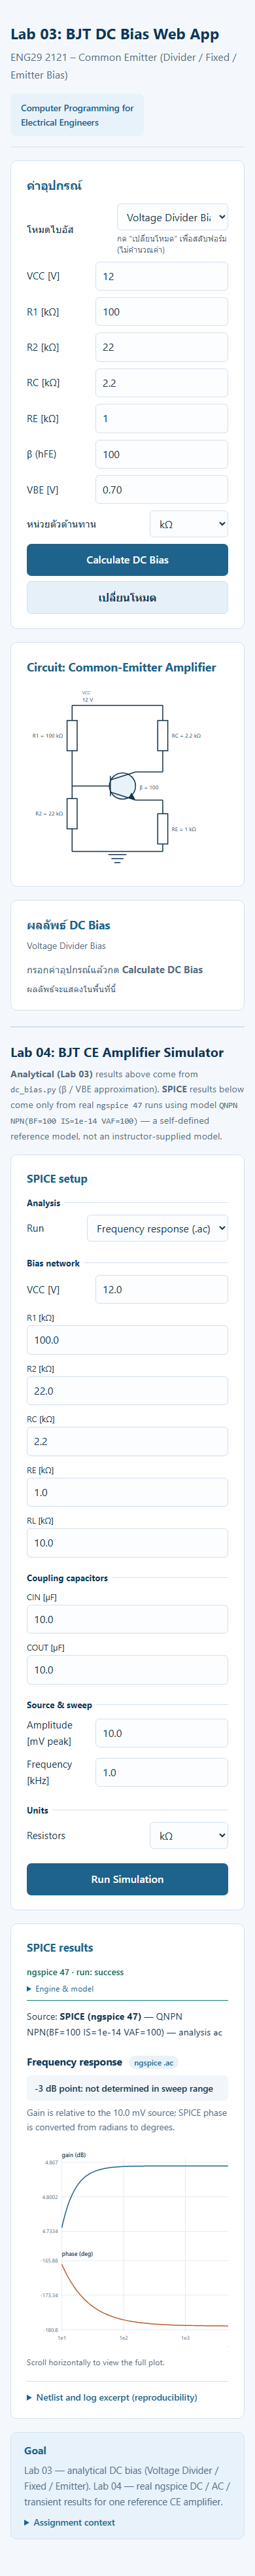 Lab 03: BJT DC Bias Web App
ENG29 2121 – Common Emitter (Divider / Fixed /
Emitter Bias)
Computer Programming for
Electrical Engineers
ค่าอุปกรณ์
โหมดไบอัส
Voltage Divider Bia
กด "เปลี่ยนโหมด" เพื่อสลับฟอร์ม
(ไม่คำนวณค่า)
VCC [V]
12
R1 [kΩ]
100
R2 [kΩ]
22
RC [kΩ]
2.2
RE [kΩ]
1
β (hFE)
100
VBE [V]
0.70
หน่วยตัวต้านทาน
kΩ
Calculate DC Bias
เปลี่ยนโหมด
Circuit: Common-Emitter Amplifier
VCC
12 V
R1 = 100 kΩ
RC = 2.2 kΩ
β = 100
R2 = 22 kΩ
RE = 1 kΩ
ผลลัพธ์ DC Bias
Voltage Divider Bias
กรอกค่าอุปกรณ์แล้วกด Calculate DC Bias
ผลลัพธ์จะแสดงในพื้นที่นี้
Lab 04: BJT CE Amplifier Simulator
Analytical (Lab 03) results above come from
dc_bias.py (β / VBE approximation). SPICE results below
come only from real ngspice 47 runs using model QNPN
NPN(BF=100 IS=1e-14 VAF=100) — a self-defined
reference model, not an instructor-supplied model.
SPICE setup
Analysis
Run
Frequency response (.ac)
Bias network
VCC [V]
12.0
R1 [kΩ]
100.0
R2 [kΩ]
22.0
RC [kΩ]
2.2
RE [kΩ]
1.0
RL [kΩ]
10.0
Coupling capacitors
CIN [µF]
10.0
COUT [µF]
10.0
Source & sweep
Amplitude
[mV peak]
10.0
Frequency
[kHz]
1.0
Units
Resistors
kΩ
Run Simulation
SPICE results
ngspice 47 · run: success
Engine & model
Source: SPICE (ngspice 47) — QNPN
NPN(BF=100 IS=1e-14 VAF=100) — analysis ac
Frequency response
ngspice .ac
-3 dB point: not determined in sweep range
Gain is relative to the 10.0 mV source; SPICE phase
is converted from radians to degrees.
gain (dB)
4.867
4.8002
4.7334
phase (deg)
-165.88
-173.34
-180.8
1e1
1e2
1e3
Scroll horizontally to view the full plot.
Netlist and log excerpt (reproducibility)
Goal
Lab 03 — analytical DC bias (Voltage Divider /
Fixed / Emitter). Lab 04 — real ngspice DC / AC /
transient results for one reference CE amplifier.
Assignment context